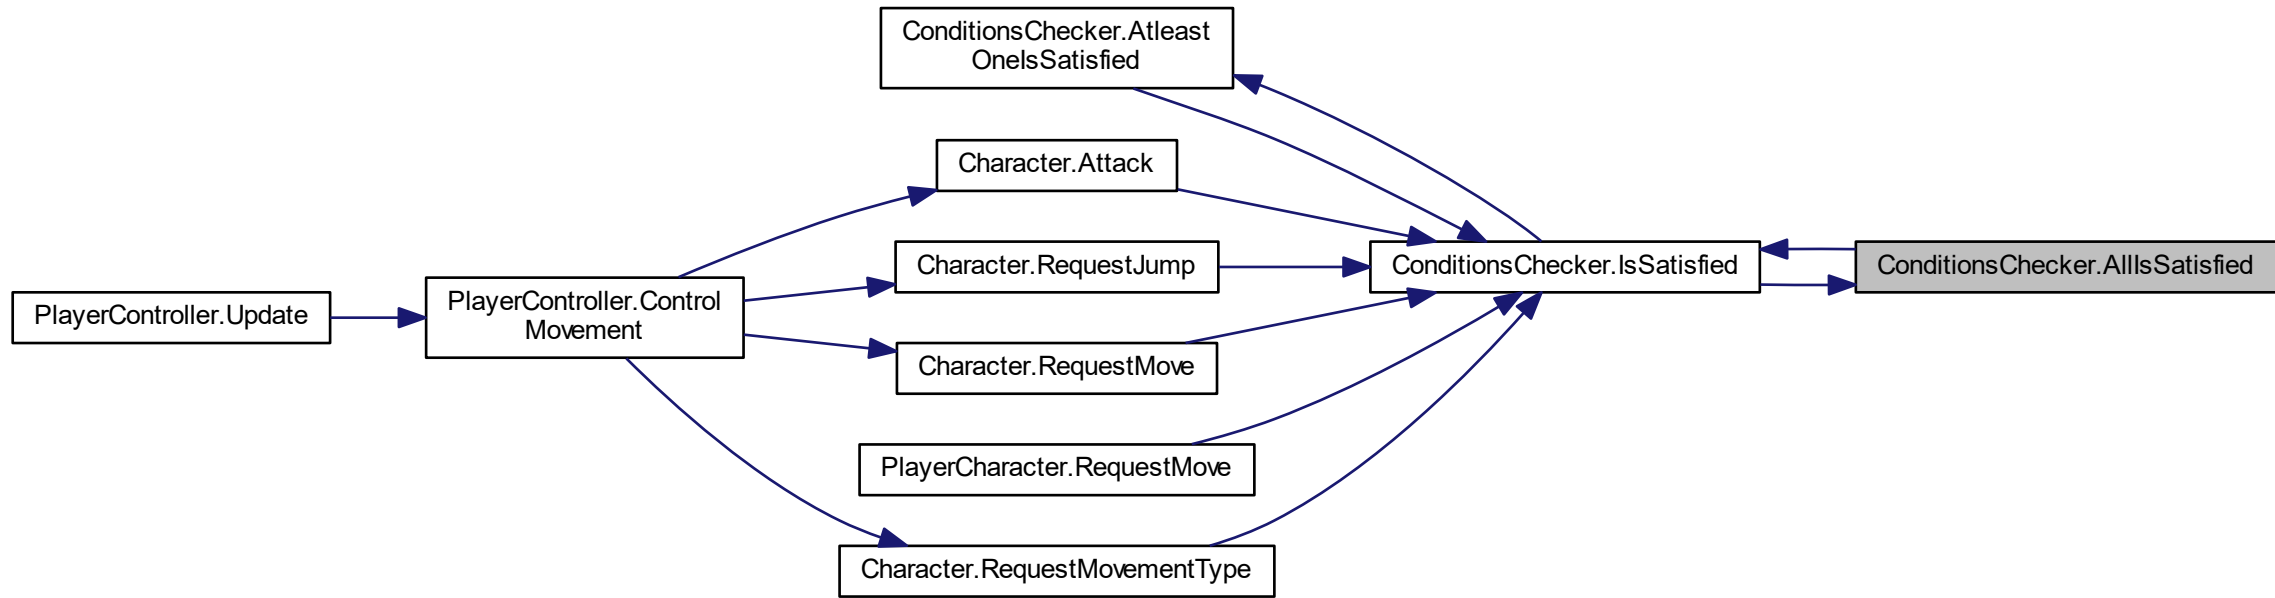 ConditionsChecker.Atleast
OneIsSatisfied
Character.Attack
Character.RequestJump
ConditionsChecker.IsSatisfied
ConditionsChecker.AllIsSatisfied
PlayerController.Update
PlayerController.Control
Movement
Character.RequestMove
PlayerCharacter.RequestMove
Character.RequestMovementType